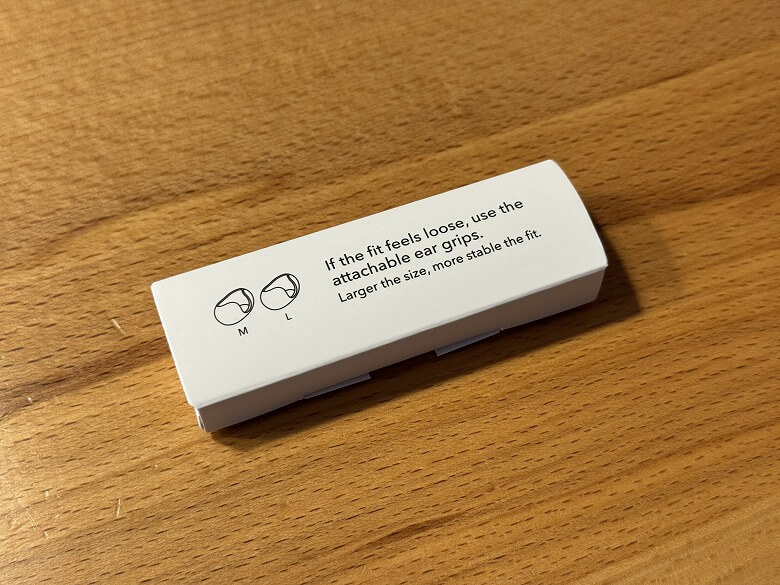 If the fit feels loose, use the
attachable ear grips.
Larger the size, more stable the fit.
M L